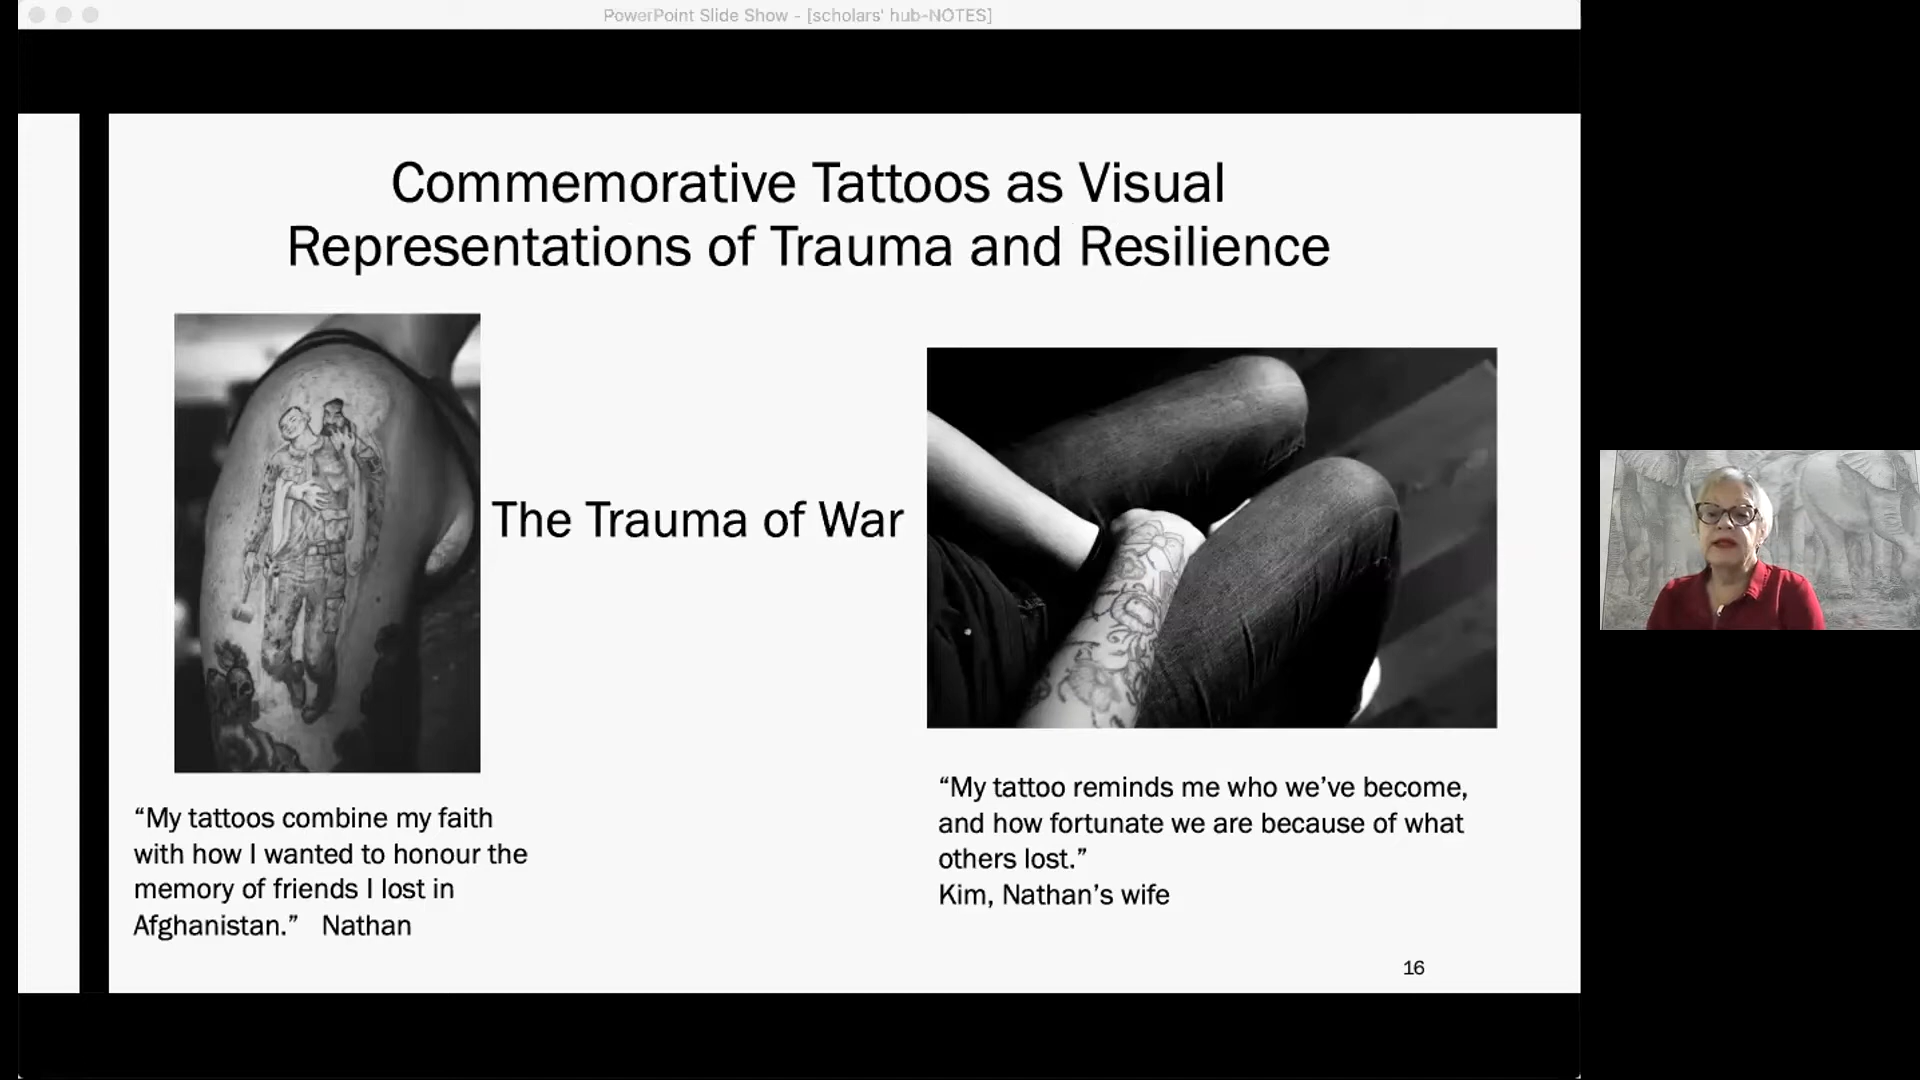 PowerPoint Slide Show - [scholars' hub-NOTES]
Commemorative Tattoos as Visual
Representations of Trauma and Resilience
The Trauma of War
“My tattoos combine my faith
with how I wanted to honour the
memory of friends I lost in
Afghanistan.” Nathan
“My tattoo reminds me who we’ve become,
and how fortunate we are because of what
others lost.”
Kim, Nathan’s wife
16